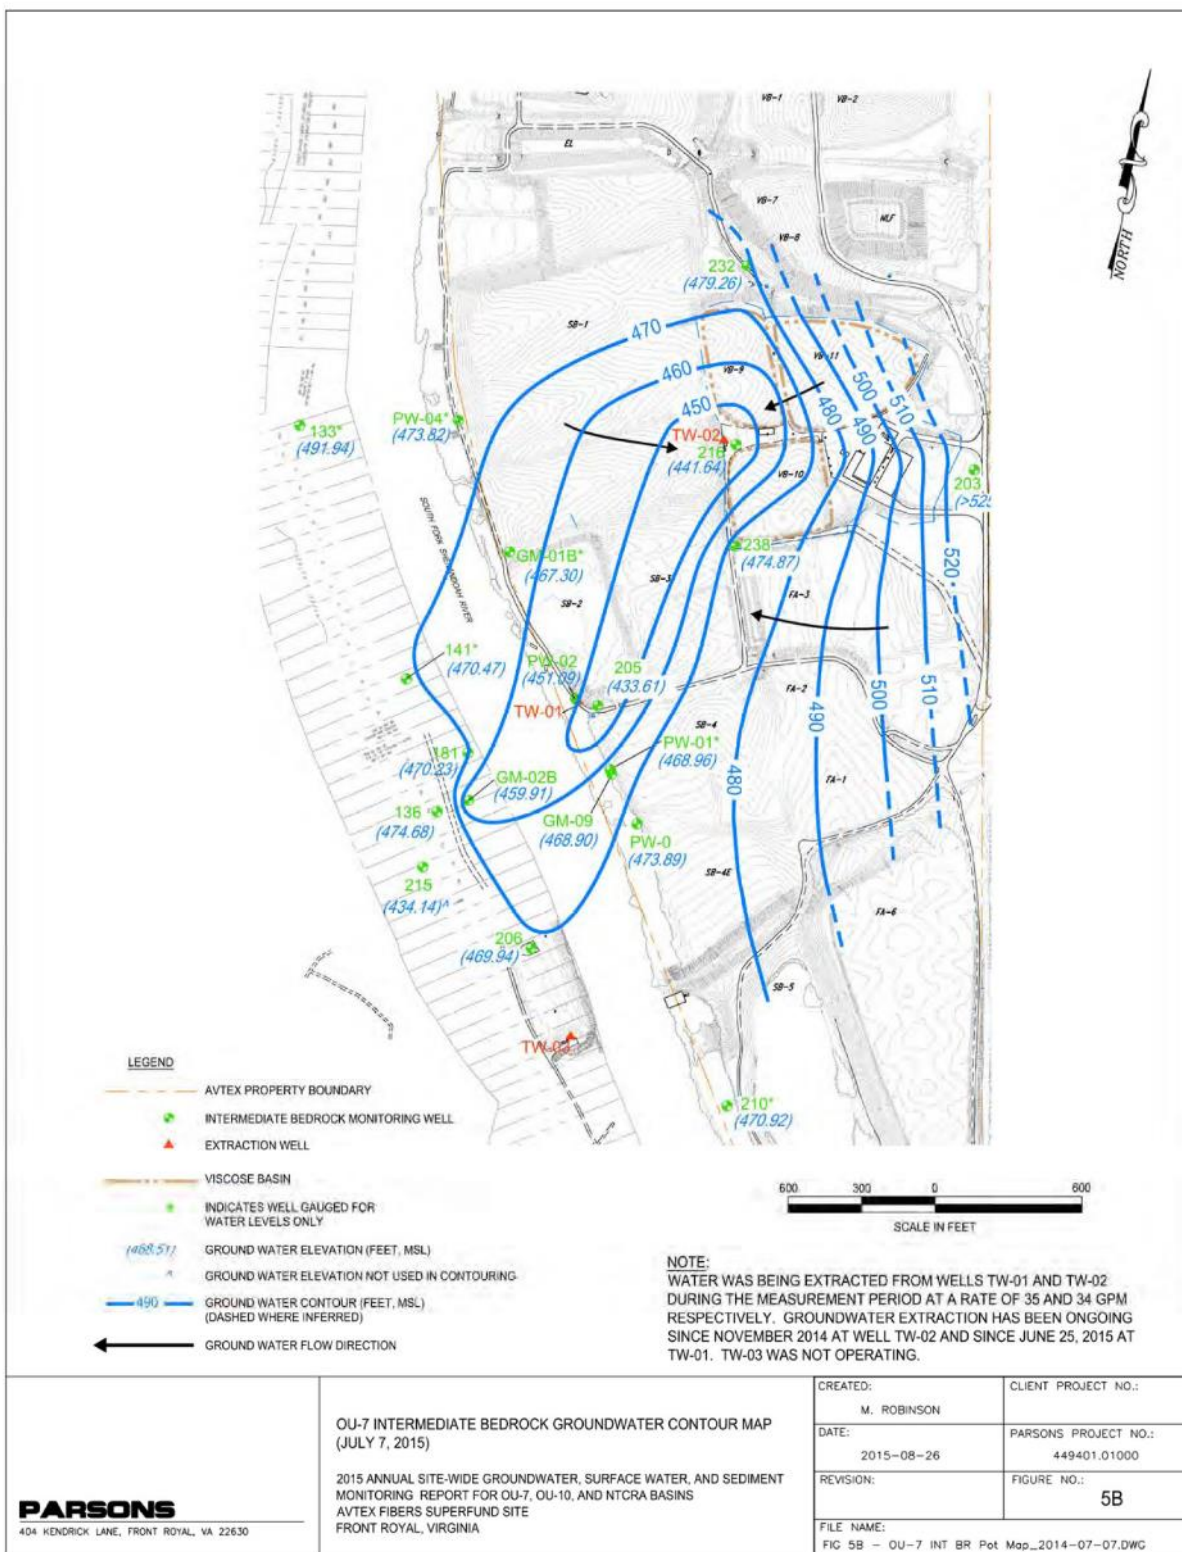 VB-1
VB-2
EL
VB-7
MLF
VB-8
NORTH
232
(479.26)
SB-1
470
VB-11
VB-9
460
500
510
450
480
PW-04*
(473.82)
133*
(491.94)
TW-02
216
(441.64)
490
VB-10
203
SOUTH FORK SHENANDOAH RIVER
GM-01B*
(467.30)
238
(474.87)
520
SB-3
SB-2
FA-3
141*
(470.47)
PW-02
(451.09)
205
(433.61)
FA-2
500
510
TW-01
SB-4
490
PW-01*
(468.96)
181
(470.23)
GM-02B
(459.91)
480
FA-1
136
(474.68)
GM-09
(468.90)
PW-0
(473.89)
215
(434.14)^
SB-4E
FA-6
206
(469.94)
SB-5
TW-03
210*
(470.92)
LEGEND
AVTEX PROPERTY BOUNDARY
INTERMEDIATE BEDROCK MONITORING WELL
EXTRACTION WELL
VISCOSE BASIN
* INDICATES WELL GAUGED FOR
WATER LEVELS ONLY
(468.51) GROUND WATER ELEVATION (FEET, MSL)
^ GROUND WATER ELEVATION NOT USED IN CONTOURING
490 GROUND WATER CONTOUR (FEET, MSL)
(DASHED WHERE INFERRED)
GROUND WATER FLOW DIRECTION
600 300 0 600
SCALE IN FEET
NOTE:
WATER WAS BEING EXTRACTED FROM WELLS TW-01 AND TW-02
DURING THE MEASUREMENT PERIOD AT A RATE OF 35 AND 34 GPM
RESPECTIVELY. GROUNDWATER EXTRACTION HAS BEEN ONGOING
SINCE NOVEMBER 2014 AT WELL TW-02 AND SINCE JUNE 25, 2015 AT
TW-01. TW-03 WAS NOT OPERATING.
PARSONS
404 KENDRICK LANE, FRONT ROYAL, VA 22630
OU-7 INTERMEDIATE BEDROCK GROUNDWATER CONTOUR MAP
(JULY 7, 2015)
2015 ANNUAL SITE-WIDE GROUNDWATER, SURFACE WATER, AND SEDIMENT
MONITORING REPORT FOR OU-7, OU-10, AND NTCRA BASINS
AVTEX FIBERS SUPERFUND SITE
FRONT ROYAL, VIRGINIA
CREATED:
M. ROBINSON
CLIENT PROJECT NO.:
DATE:
2015-08-26
PARSONS PROJECT NO.:
449401.01000
REVISION:
FIGURE NO.:
5B
FILE NAME:
FIG 5B - OU-7 INT BR Pot Map_2014-07-07.DWG